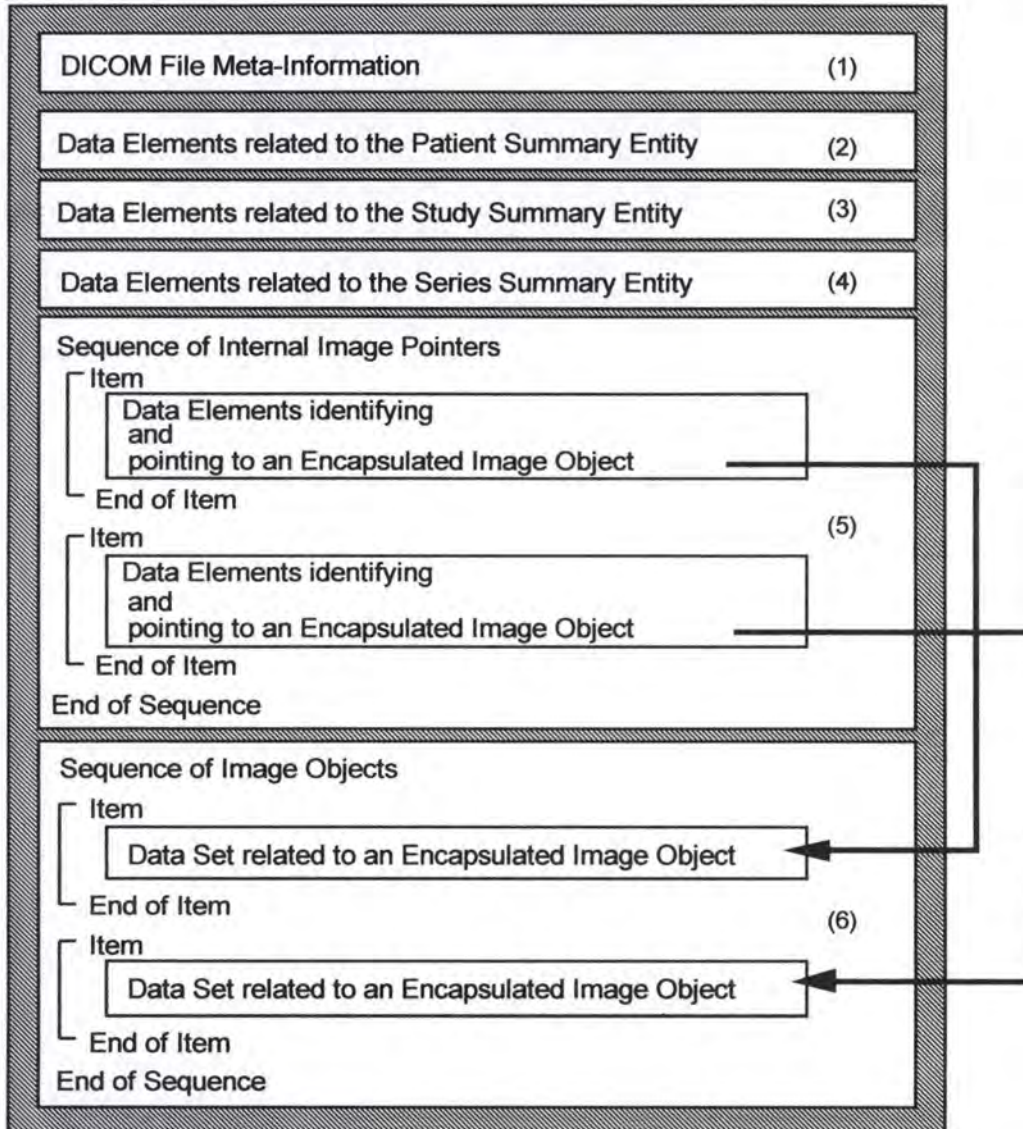 DICOM File Meta-Information (1)
Data Elements related to the Patient Summary Entity (2)
Data Elements related to the Study Summary Entity (3)
Data Elements related to the Series Summary Entity (4)
Sequence of Internal Image Pointers
Item
Data Elements identifying
and
pointing to an Encapsulated Image Object
End of Item
(5)
Item
Data Elements identifying
and
pointing to an Encapsulated Image Object
End of Item
End of Sequence
Sequence of Image Objects
Item
Data Set related to an Encapsulated Image Object
End of Item
(6)
Item
Data Set related to an Encapsulated Image Object
End of Item
End of Sequence